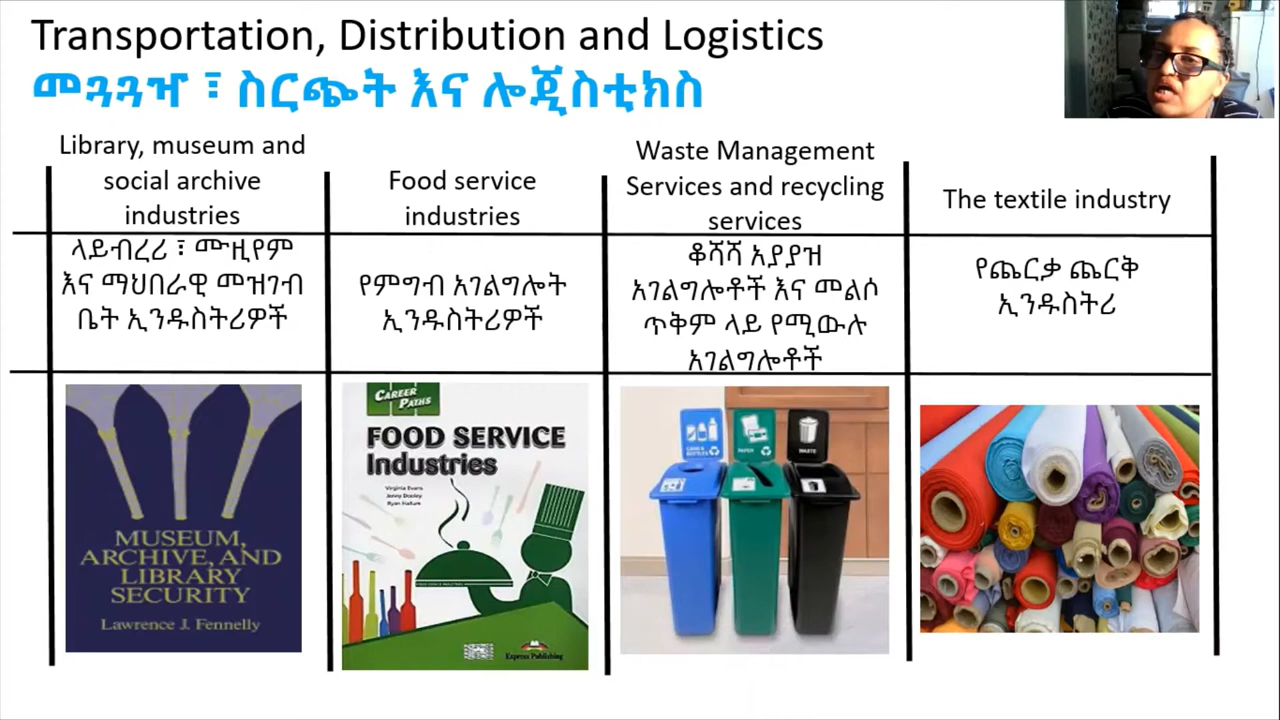 Transportation, Distribution and Logistics
መጓጓዣ ፣ ስርጭት እና ሎጂስቲክስ
Library, museum and
social archive
industries
Food service
industries
Waste Management
Services and recycling
services
The textile industry
ላይብረሪ ፣ ሙዚየም
እና ማህበራዊ መዝገብ
ቤት ኢንዱስትሪዎች
የምግብ አገልግሎት
ኢንዱስትሪዎች
ቆሻሻ አያያዝ
አገልግሎቶች እና መልሶ
ጥቅም ላይ የሚውሉ
አገልግሎቶች
የጨርቃ ጨርቅ
ኢንዱስትሪ
MUSEUM,
ARCHIVE, AND
LIBRARY
SECURITY
Lawrence J. Fennelly
CAREER
PATHS
FOOD SERVICE
Industries
Virginia Evans
Jenny Dooley
Express Publishing
CANS &
BOTTLES
PAPER
WASTE